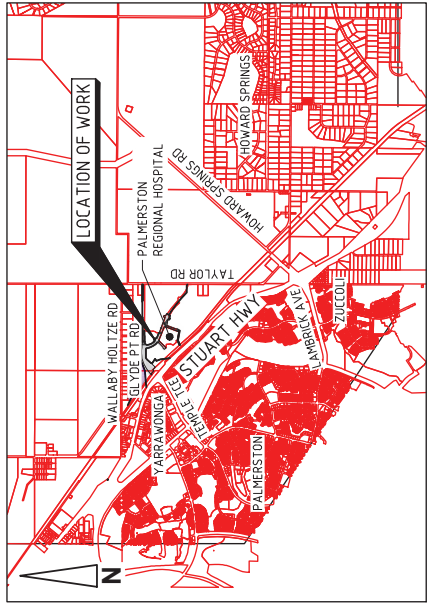 LOCATION OF WORK
PALMERSTON
REGIONAL HOSPITAL
HOWARD SPRINGS
HOWARD SPRINGS RD
TAYLOR RD
WALLABY HOLTZE RD
GLYDE PT RD
STUART HWY
YARRAWONGA
TEMPLE TCE
LAMBRICK AVE
ZUCCOLI
PALMERSTON
N